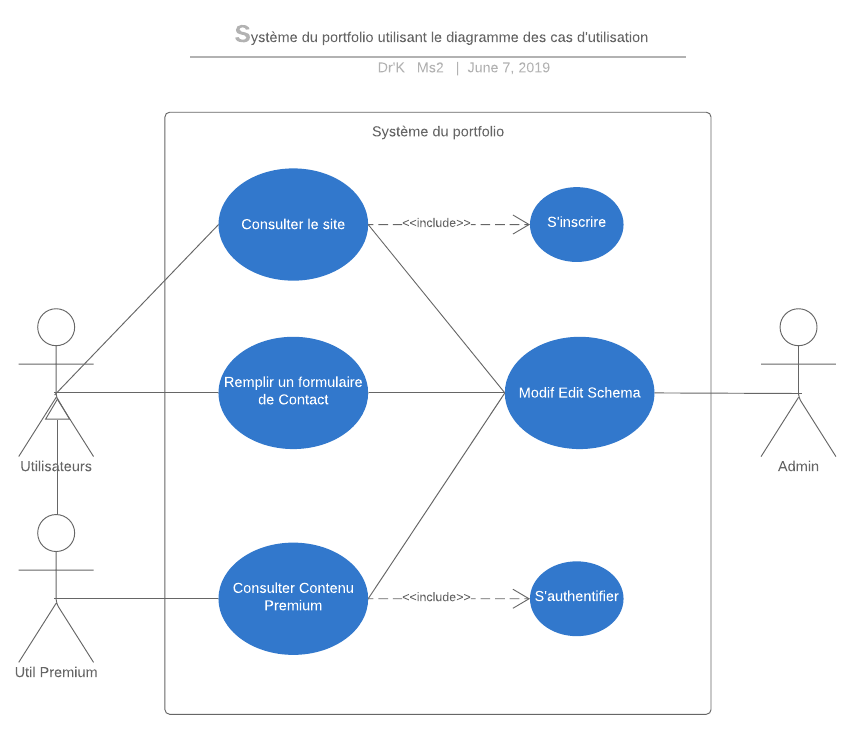 Système du portfolio utilisant le diagramme des cas d'utilisation
Dr'K Ms2 | June 7, 2019
Système du portfolio
Consulter le site
<<include>>
S'inscrire
Remplir un formulaire
de Contact
Modif Edit Schema
Utilisateurs
Admin
Consulter Contenu
Premium
<<include>>
S'authentifier
Util Premium